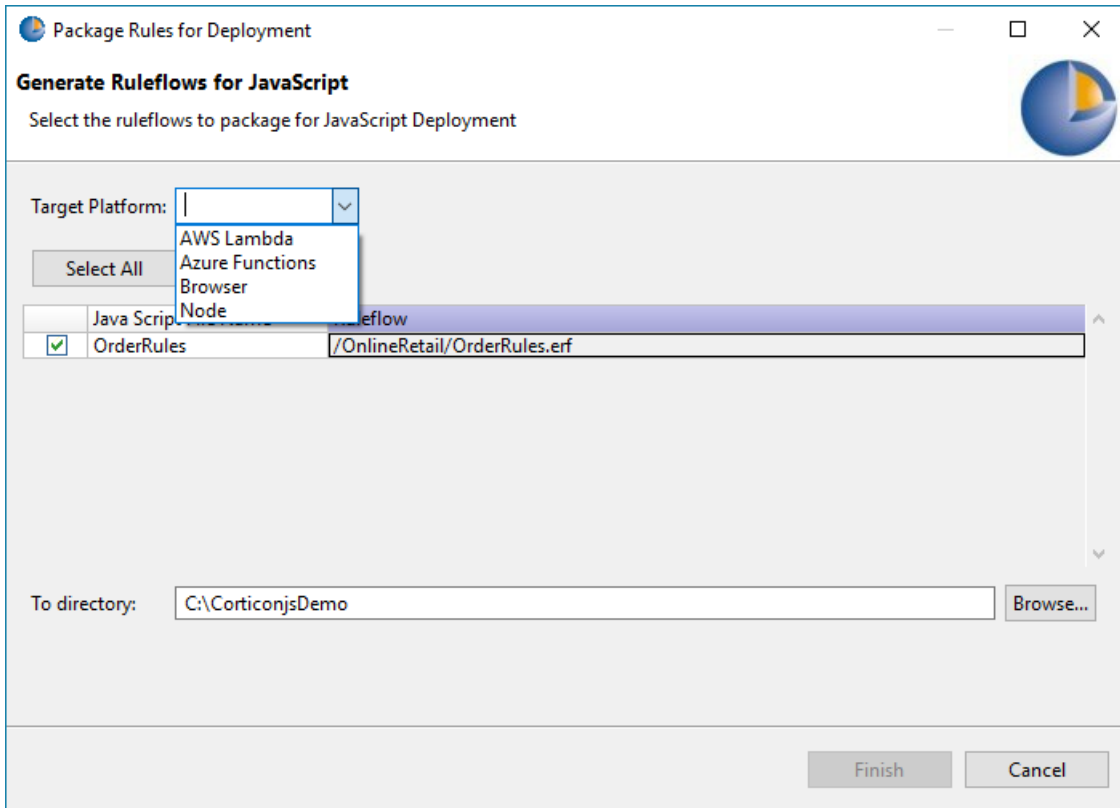 Package Rules for Deployment
Generate Ruleflows for JavaScript
Select the ruleflows to package for JavaScript Deployment
Target Platform:
AWS Lambda
Azure Functions
Browser
Node
Select All
Java Script
OrderRules /OnlineRetail/OrderRules.erf
To directory: C:\CorticonjsDemo Browse...
Finish Cancel